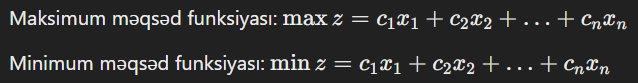 Maksimum məqsəd funksiyası: max z = c₁x₁ + c₂x₂ + … + cₙxₙ
Minimum məqsəd funksiyası: min z = c₁x₁ + c₂x₂ + … + cₙxₙ